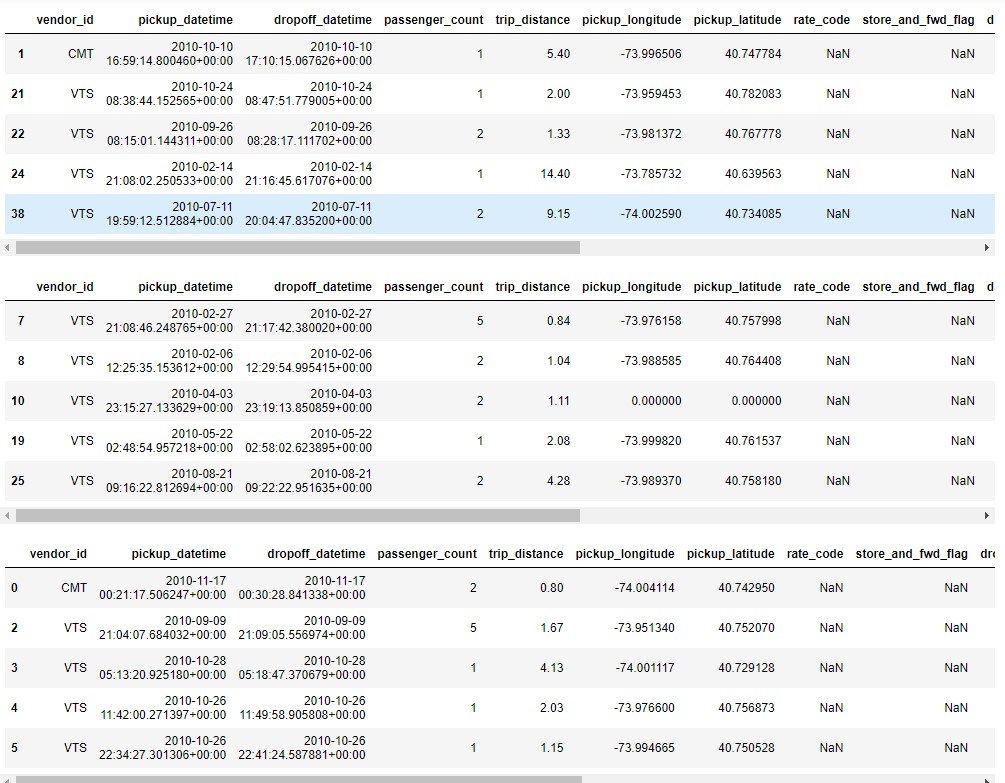 vendor_id pickup_datetime dropoff_datetime passenger_count trip_distance pickup_longitude pickup_latitude rate_code store_and_fwd_flag d
1 CMT 2010-10-10 16:59:14.800460+00:00 2010-10-10 17:10:15.067626+00:00 1 5.40 -73.996506 40.747784 NaN NaN
21 VTS 2010-10-24 08:38:44.152565+00:00 2010-10-24 08:47:51.779005+00:00 1 2.00 -73.959453 40.782083 NaN NaN
22 VTS 2010-09-26 08:15:01.144311+00:00 2010-09-26 08:28:17.111702+00:00 2 1.33 -73.981372 40.767778 NaN NaN
24 VTS 2010-02-14 21:08:02.250533+00:00 2010-02-14 21:16:45.617076+00:00 1 14.40 -73.785732 40.639563 NaN NaN
38 VTS 2010-07-11 19:59:12.512884+00:00 2010-07-11 20:04:47.835200+00:00 2 9.15 -74.002590 40.734085 NaN NaN
vendor_id pickup_datetime dropoff_datetime passenger_count trip_distance pickup_longitude pickup_latitude rate_code store_and_fwd_flag d
7 VTS 2010-02-27 21:08:46.248765+00:00 2010-02-27 21:17:42.380020+00:00 5 0.84 -73.976158 40.757998 NaN NaN
8 VTS 2010-02-06 12:25:35.153612+00:00 2010-02-06 12:29:54.995415+00:00 2 1.04 -73.988585 40.764408 NaN NaN
10 VTS 2010-04-03 23:15:27.133629+00:00 2010-04-03 23:19:13.850859+00:00 2 1.11 0.000000 0.000000 NaN NaN
19 VTS 2010-05-22 02:48:54.957218+00:00 2010-05-22 02:58:02.623895+00:00 1 2.08 -73.999820 40.761537 NaN NaN
25 VTS 2010-08-21 09:16:22.812694+00:00 2010-08-21 09:22:22.951635+00:00 2 4.28 -73.989370 40.758180 NaN NaN
vendor_id pickup_datetime dropoff_datetime passenger_count trip_distance pickup_longitude pickup_latitude rate_code store_and_fwd_flag dro
0 CMT 2010-11-17 00:21:17.506247+00:00 2010-11-17 00:30:28.841338+00:00 2 0.80 -74.004114 40.742950 NaN NaN
2 VTS 2010-09-09 21:04:07.684032+00:00 2010-09-09 21:09:05.556974+00:00 5 1.67 -73.951340 40.752070 NaN NaN
3 VTS 2010-10-28 05:13:20.925180+00:00 2010-10-28 05:18:47.370679+00:00 1 4.13 -74.001117 40.729128 NaN NaN
4 VTS 2010-10-26 11:42:00.271397+00:00 2010-10-26 11:49:58.905808+00:00 1 2.03 -73.976600 40.756873 NaN NaN
5 VTS 2010-10-26 22:34:27.301306+00:00 2010-10-26 22:41:24.587881+00:00 1 1.15 -73.994665 40.750528 NaN NaN